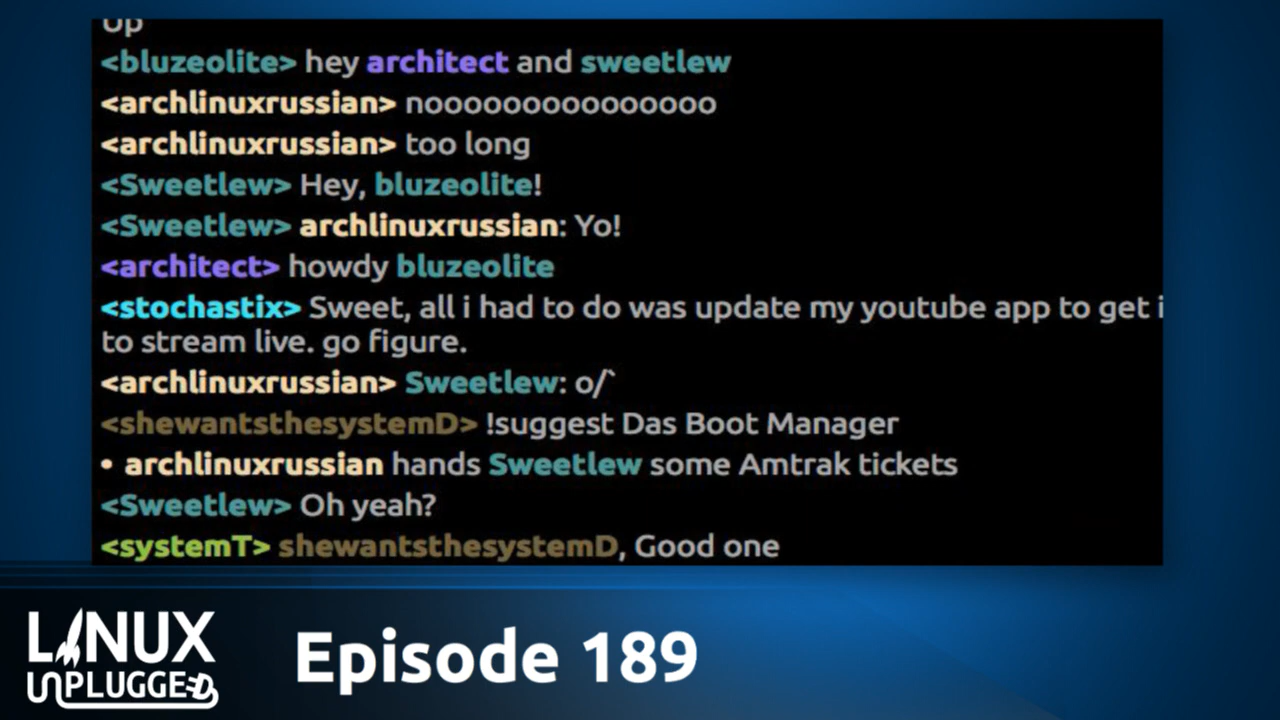 up
<bluzeolite> hey architect and sweetlew
<archlinuxrussian> nooooooooooooooo
<archlinuxrussian> too long
<Sweetlew> Hey, bluzeolite!
<Sweetlew> archlinuxrussian: Yo!
<architect> howdy bluzeolite
<stochastix> Sweet, all i had to do was update my youtube app to get i
to stream live. go figure.
<archlinuxrussian> Sweetlew: o/`
<shewantsthesystemD> !suggest Das Boot Manager
• archlinuxrussian hands Sweetlew some Amtrak tickets
<Sweetlew> Oh yeah?
<systemT> shewantsthesystemD, Good one
LINUX
UNPLUGGED
Episode 189